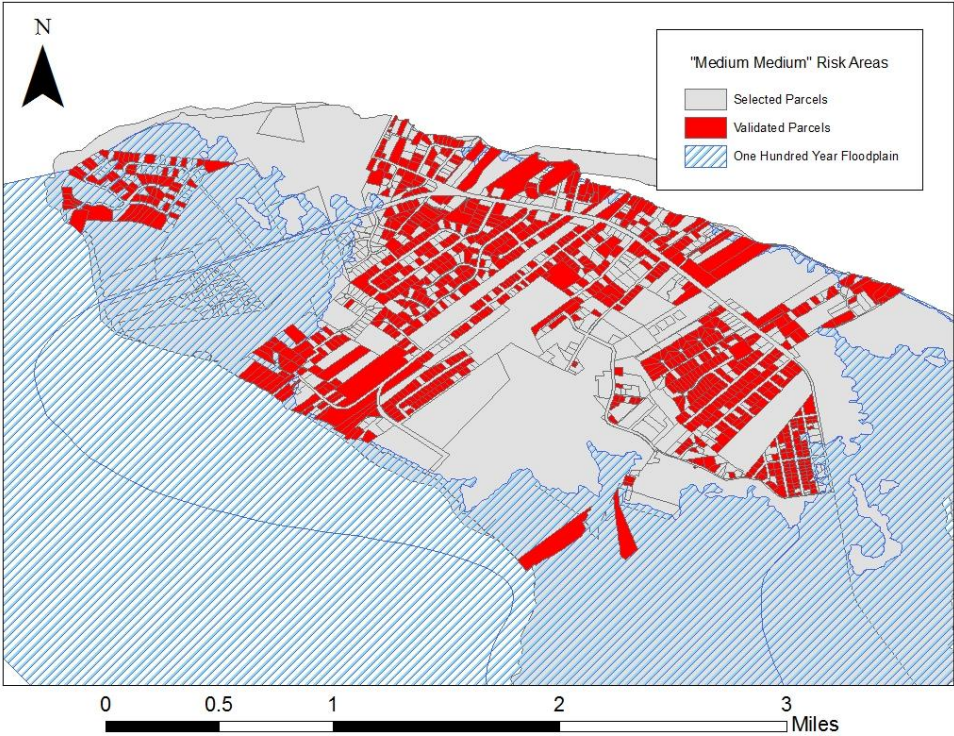 N
"Medium Medium" Risk Areas
Selected Parcels
Validated Parcels
One Hundred Year Floodplain
0 0.5 1 2 3
Miles